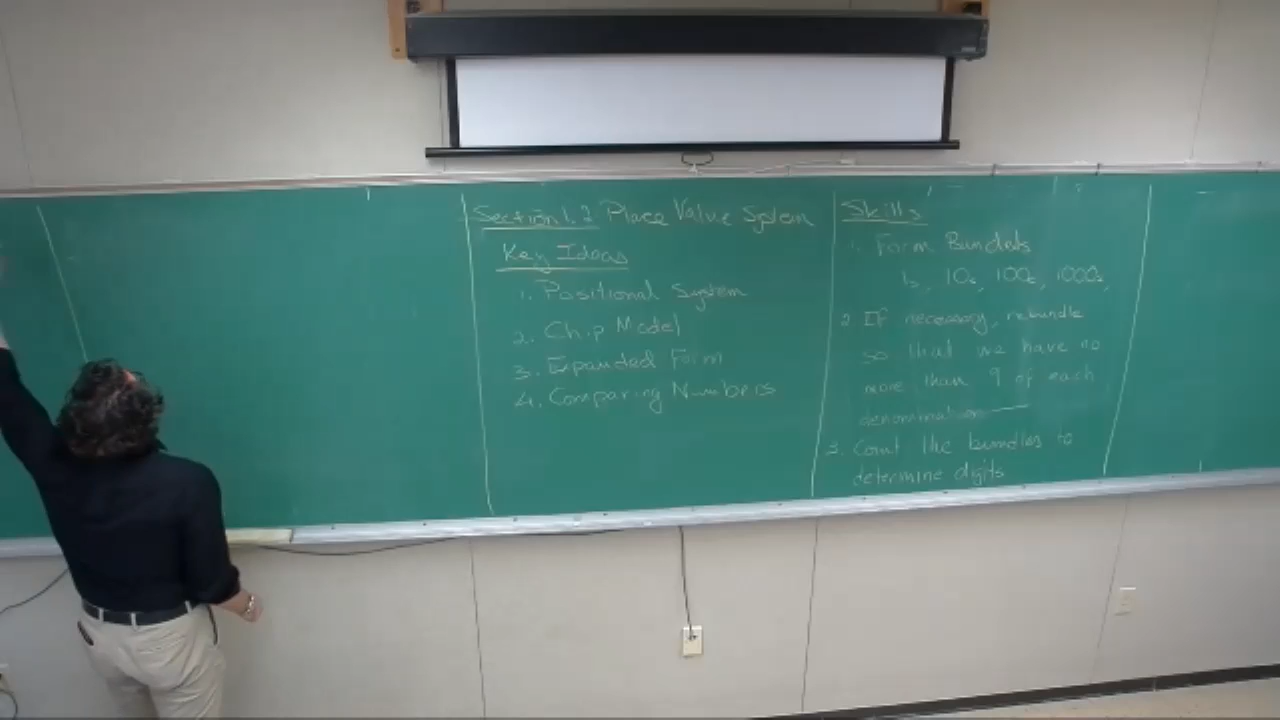 Section 1.2 Place Value System
Key Ideas
1. Positional System
2. Chip Model
3. Expanded Form
4. Comparing Numbers
Skills
1. Form Bundels
1s, 10s, 100s, 1000s,
2. If necessary, rebundle
so that we have no
more than 9 of each
denomination
3. Count the bundles to
determine digits